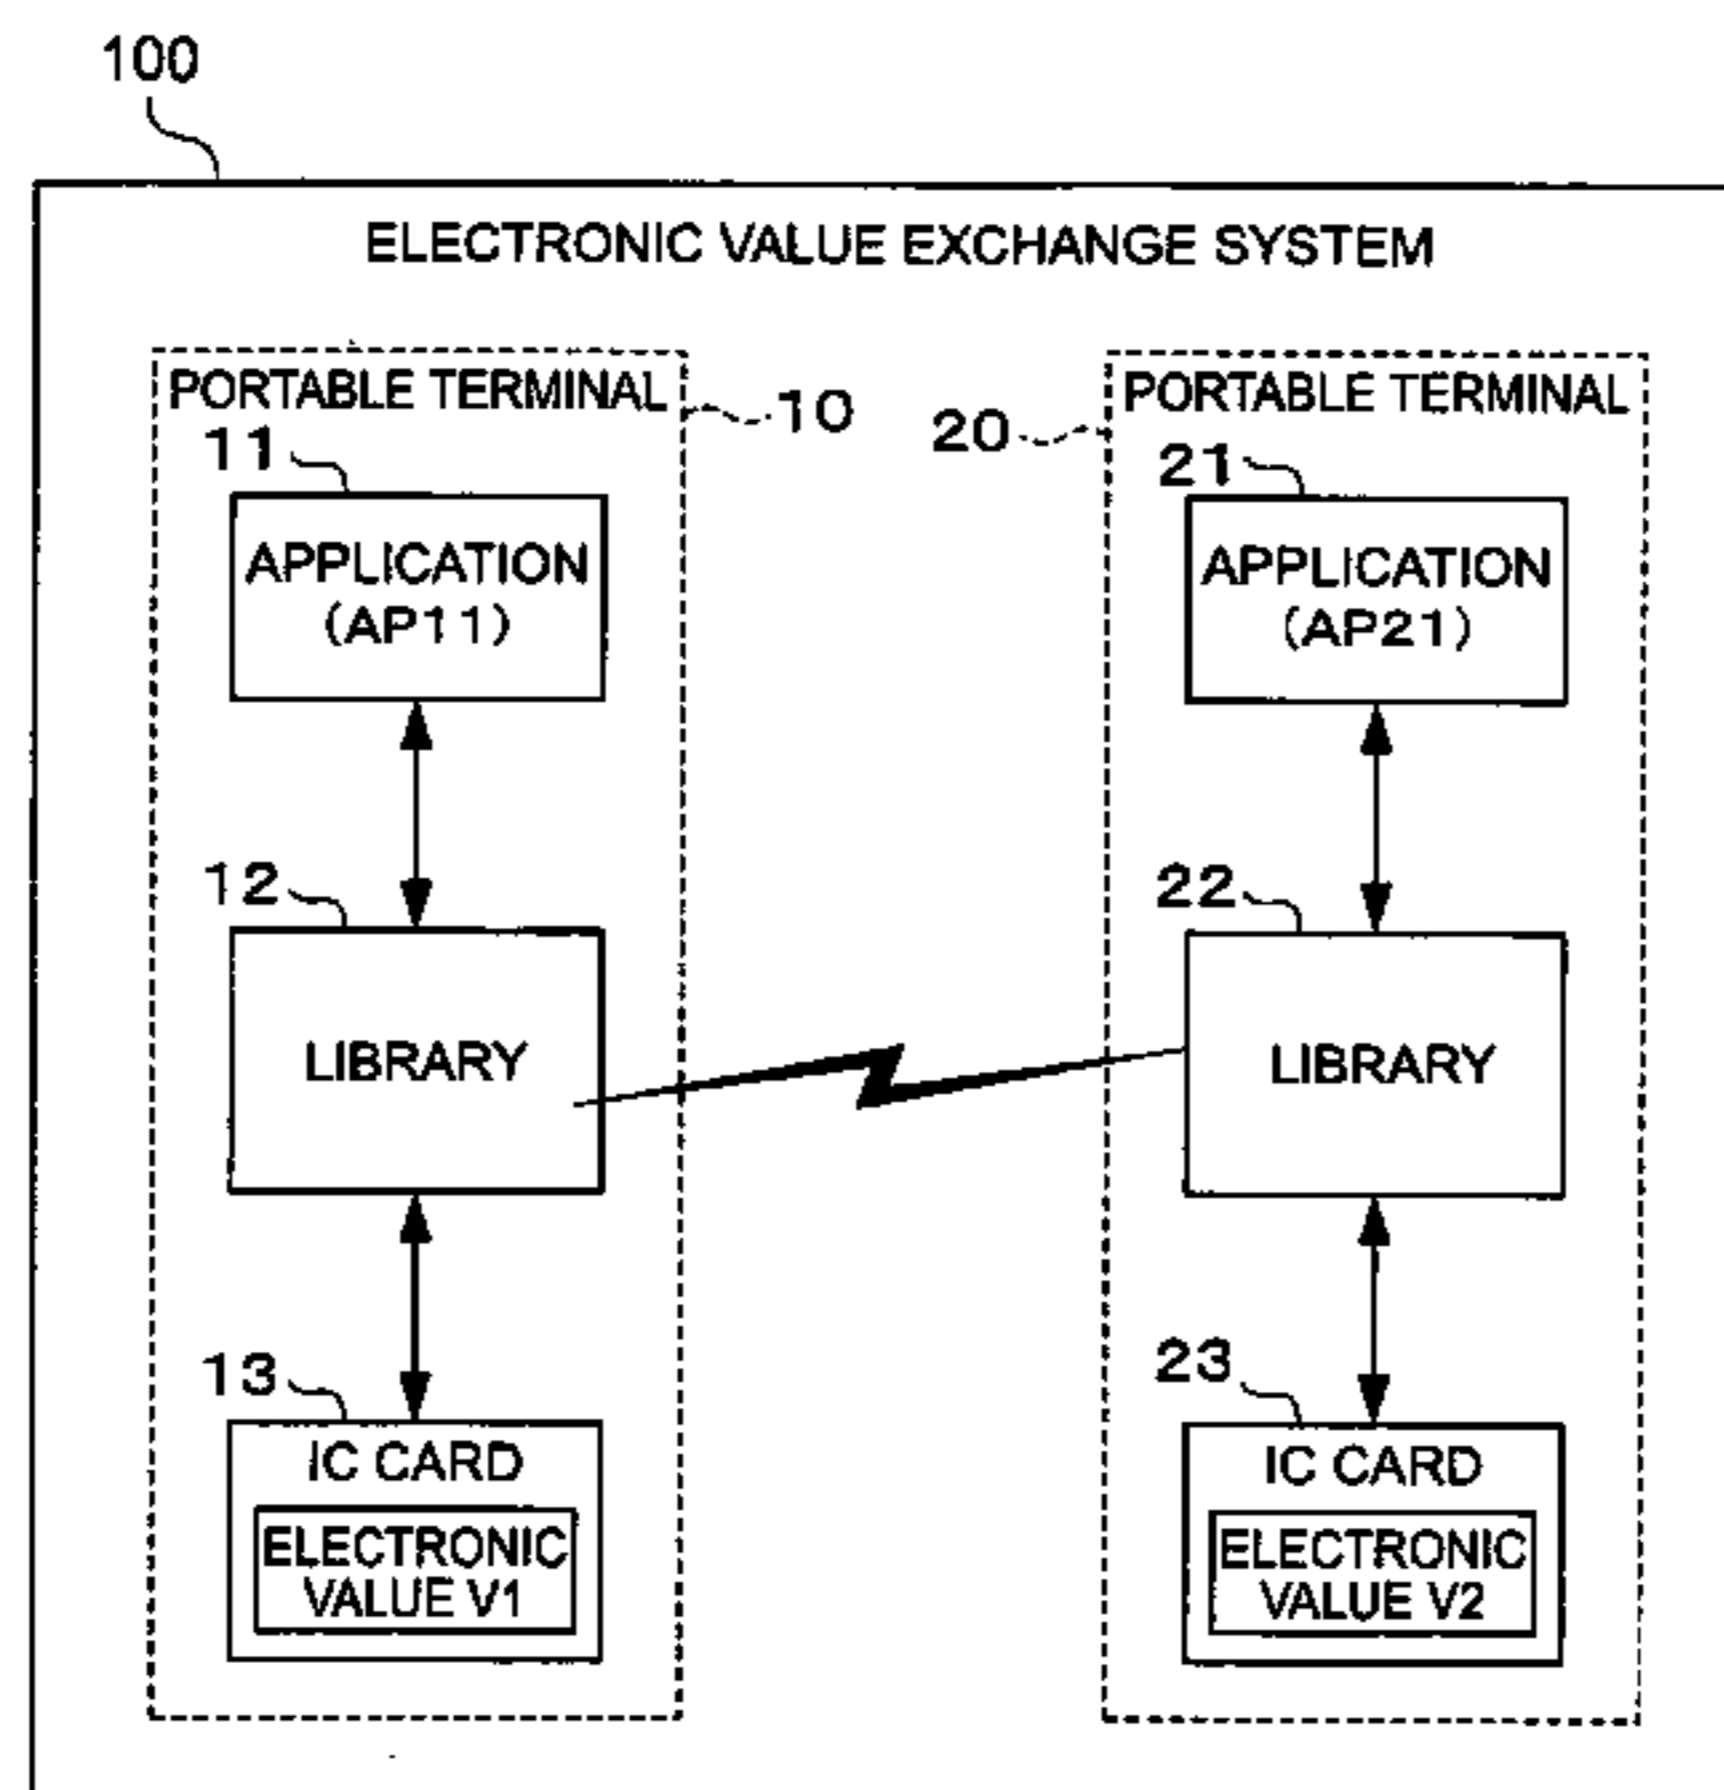 100
ELECTRONIC VALUE EXCHANGE SYSTEM
PORTABLE TERMINAL
10
11
APPLICATION
(AP11)
12
LIBRARY
13
IC CARD
ELECTRONIC
VALUE V1
PORTABLE TERMINAL
20
21
APPLICATION
(AP21)
22
LIBRARY
23
IC CARD
ELECTRONIC
VALUE V2